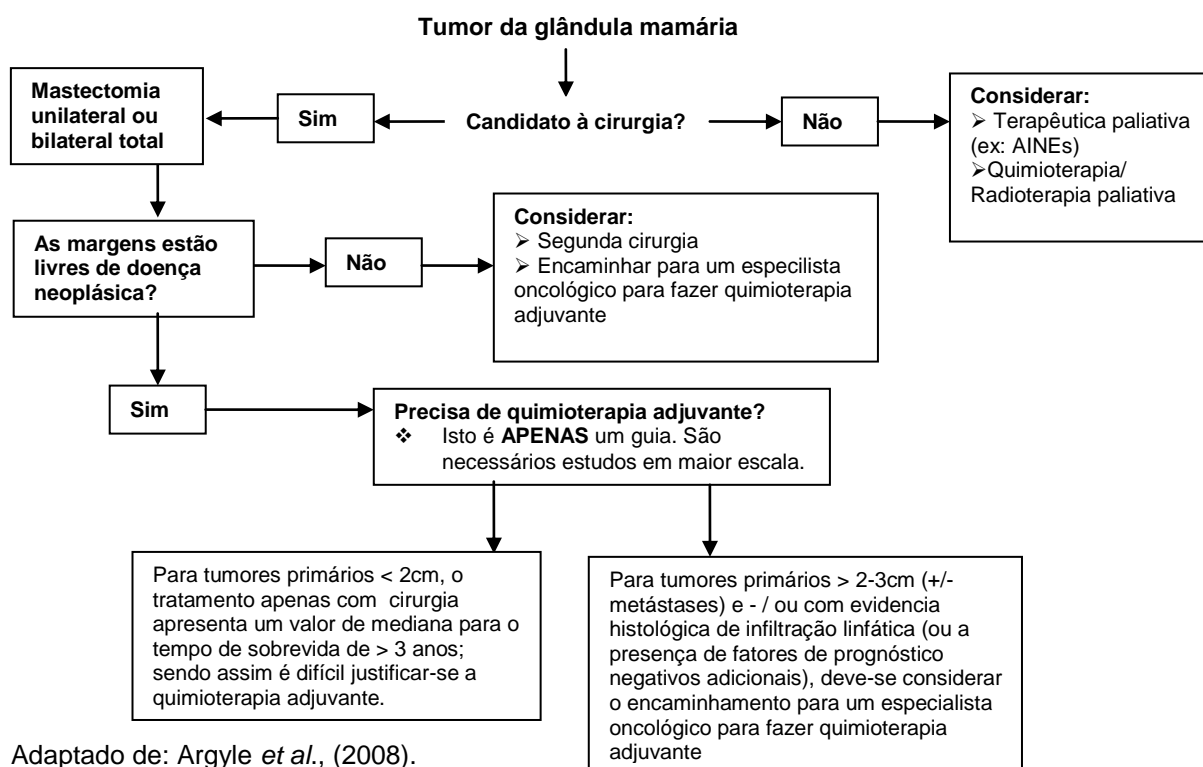 Tumor da glândula mamária
Mastectomia
unilateral ou
bilateral total
Sim
Candidato à cirurgia?
Não
Considerar:
➢ Terapêutica paliativa
(ex: AINEs)
➢Quimioterapia/
Radioterapia paliativa
As margens estão
livres de doença
neoplásica?
Não
Considerar:
➢ Segunda cirurgia
➢ Encaminhar para um especilista
oncológico para fazer quimioterapia
adjuvante
Sim
Precisa de quimioterapia adjuvante?
❖ Isto é APENAS um guia. São
necessários estudos em maior escala.
Para tumores primários < 2cm, o
tratamento apenas com cirurgia
apresenta um valor de mediana para o
tempo de sobrevida de > 3 anos;
sendo assim é difícil justificar-se a
quimioterapia adjuvante.
Para tumores primários > 2-3cm (+/-
metástases) e - / ou com evidencia
histológica de infiltração linfática (ou a
presença de fatores de prognóstico
negativos adicionais), deve-se considerar
o encaminhamento para um especialista
oncológico para fazer quimioterapia
adjuvante
Adaptado de: Argyle et al., (2008).